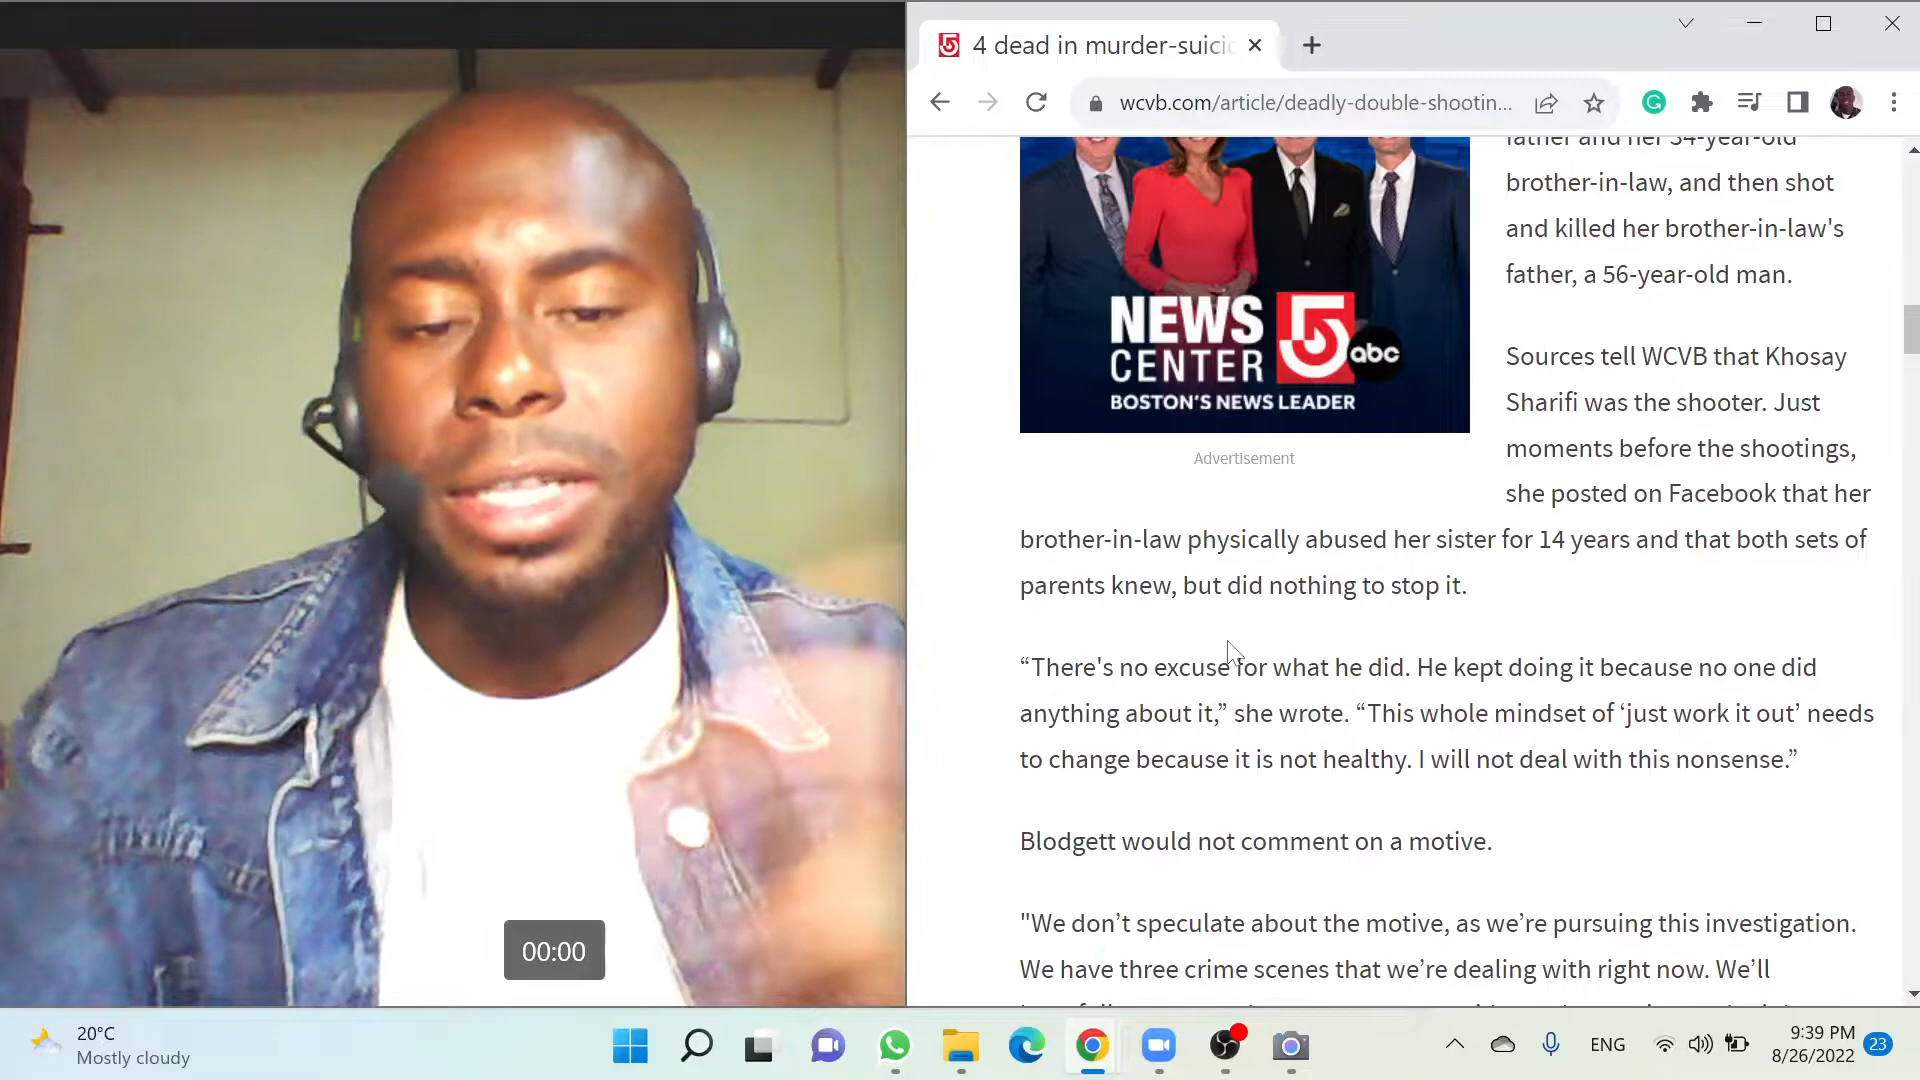 4 dead in murder-suici
wcvb.com/article/deadly-double-shootin...
father and her 34-year-old
brother-in-law, and then shot
and killed her brother-in-law's
father, a 56-year-old man.
NEWS
CENTER 5 abc
BOSTON'S NEWS LEADER
Advertisement
Sources tell WCVB that Khosay
Sharifi was the shooter. Just
moments before the shootings,
she posted on Facebook that her
brother-in-law physically abused her sister for 14 years and that both sets of
parents knew, but did nothing to stop it.
“There's no excuse for what he did. He kept doing it because no one did
anything about it,” she wrote. “This whole mindset of ‘just work it out’ needs
to change because it is not healthy. I will not deal with this nonsense.”
Blodgett would not comment on a motive.
"We don’t speculate about the motive, as we’re pursuing this investigation.
We have three crime scenes that we’re dealing with right now. We’ll
00:00
20°C
Mostly cloudy
ENG
9:39 PM
8/26/2022
23